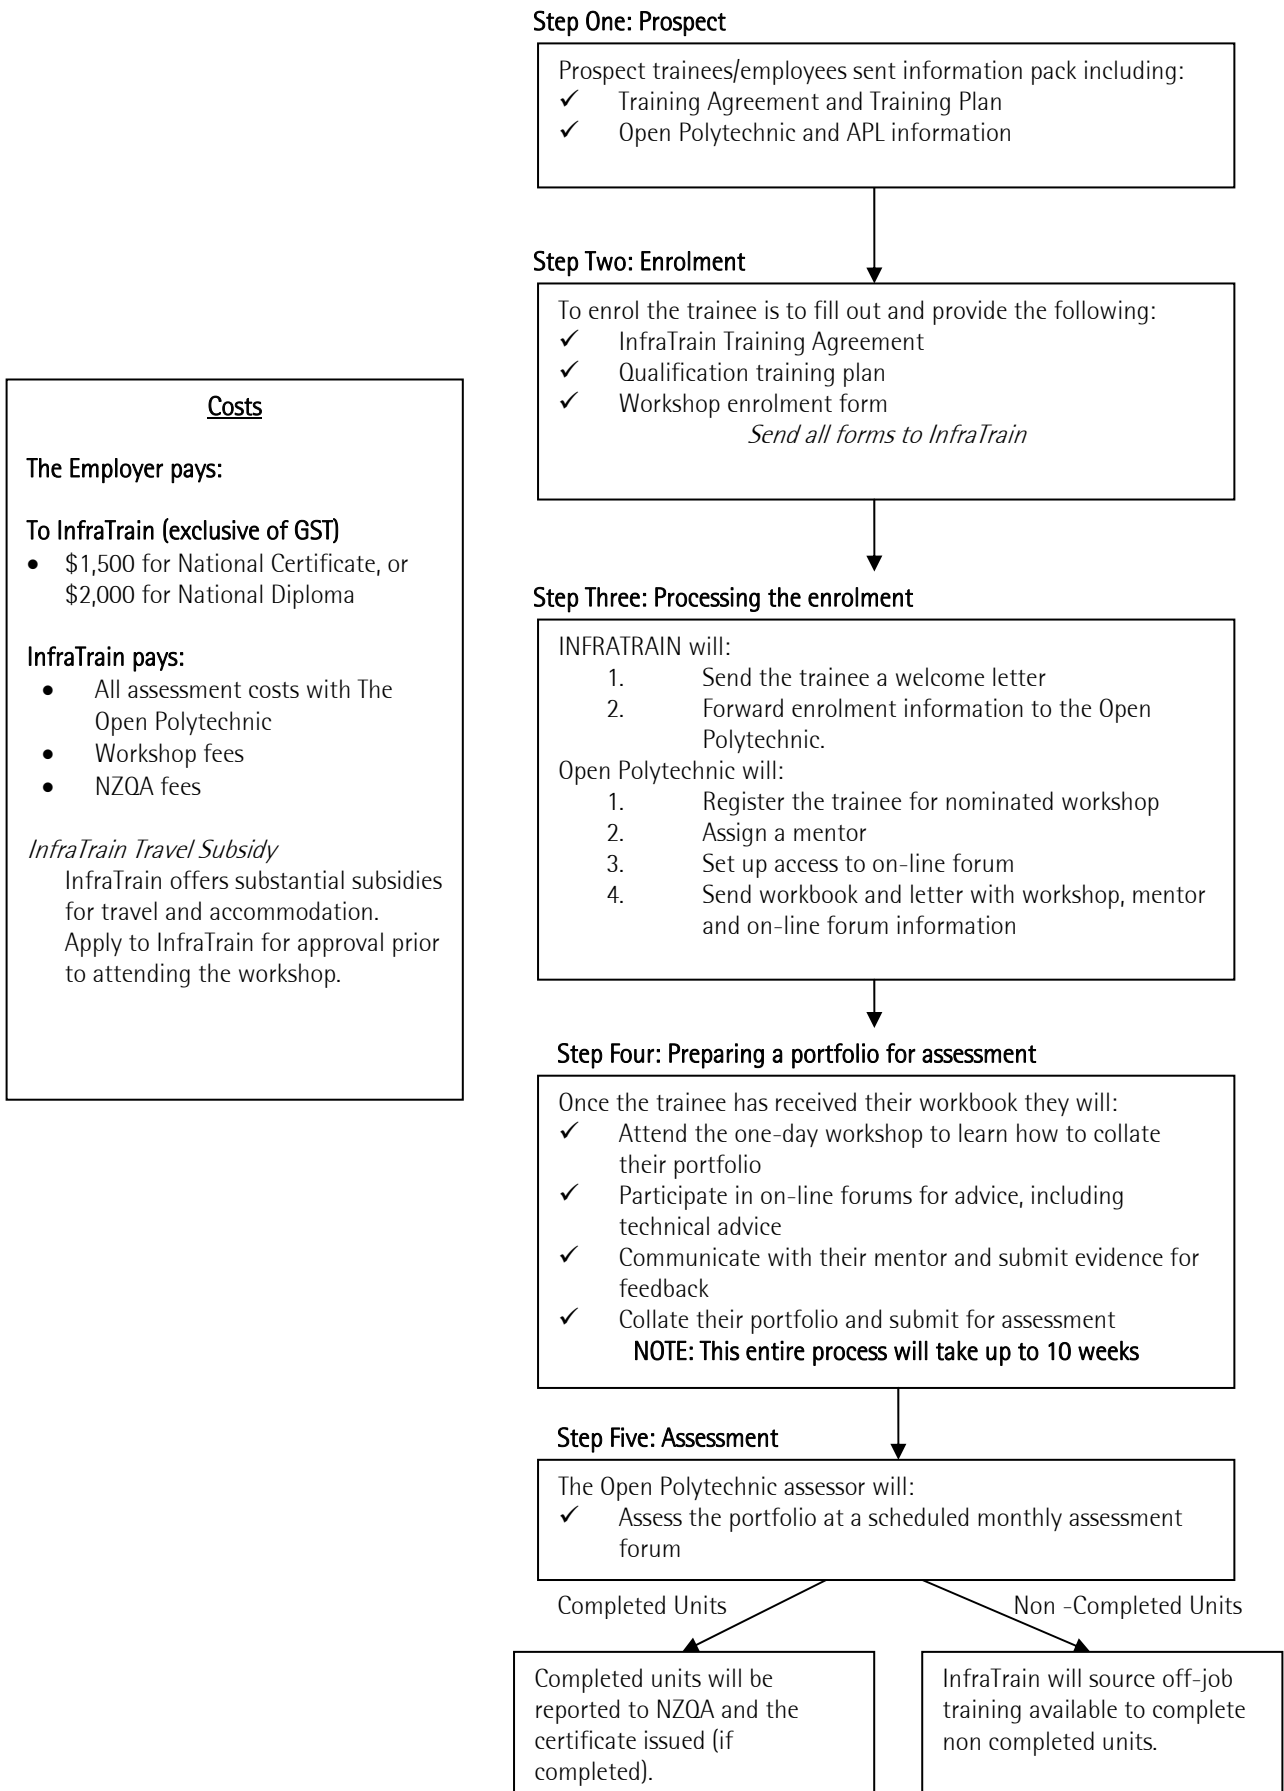 Step One: Prospect
Prospect trainees/employees sent information pack including:
✓ Training Agreement and Training Plan
✓ Open Polytechnic and APL information
Step Two: Enrolment
To enrol the trainee is to fill out and provide the following:
✓ InfraTrain Training Agreement
✓ Qualification training plan
✓ Workshop enrolment form
Send all forms to InfraTrain
Costs
The Employer pays:
To InfraTrain (exclusive of GST)
• $1,500 for National Certificate, or
$2,000 for National Diploma
InfraTrain pays:
• All assessment costs with The
Open Polytechnic
• Workshop fees
• NZQA fees
InfraTrain Travel Subsidy
InfraTrain offers substantial subsidies
for travel and accommodation.
Apply to InfraTrain for approval prior
to attending the workshop.
Step Three: Processing the enrolment
INFRATRAIN will:
1. Send the trainee a welcome letter
2. Forward enrolment information to the Open
Polytechnic.
Open Polytechnic will:
1. Register the trainee for nominated workshop
2. Assign a mentor
3. Set up access to on-line forum
4. Send workbook and letter with workshop, mentor
and on-line forum information
Step Four: Preparing a portfolio for assessment
Once the trainee has received their workbook they will:
✓ Attend the one-day workshop to learn how to collate
their portfolio
✓ Participate in on-line forums for advice, including
technical advice
✓ Communicate with their mentor and submit evidence for
feedback
✓ Collate their portfolio and submit for assessment
NOTE: This entire process will take up to 10 weeks
Step Five: Assessment
The Open Polytechnic assessor will:
✓ Assess the portfolio at a scheduled monthly assessment
forum
Completed Units
Non -Completed Units
Completed units will be
reported to NZQA and the
certificate issued (if
completed).
InfraTrain will source off-job
training available to complete
non completed units.